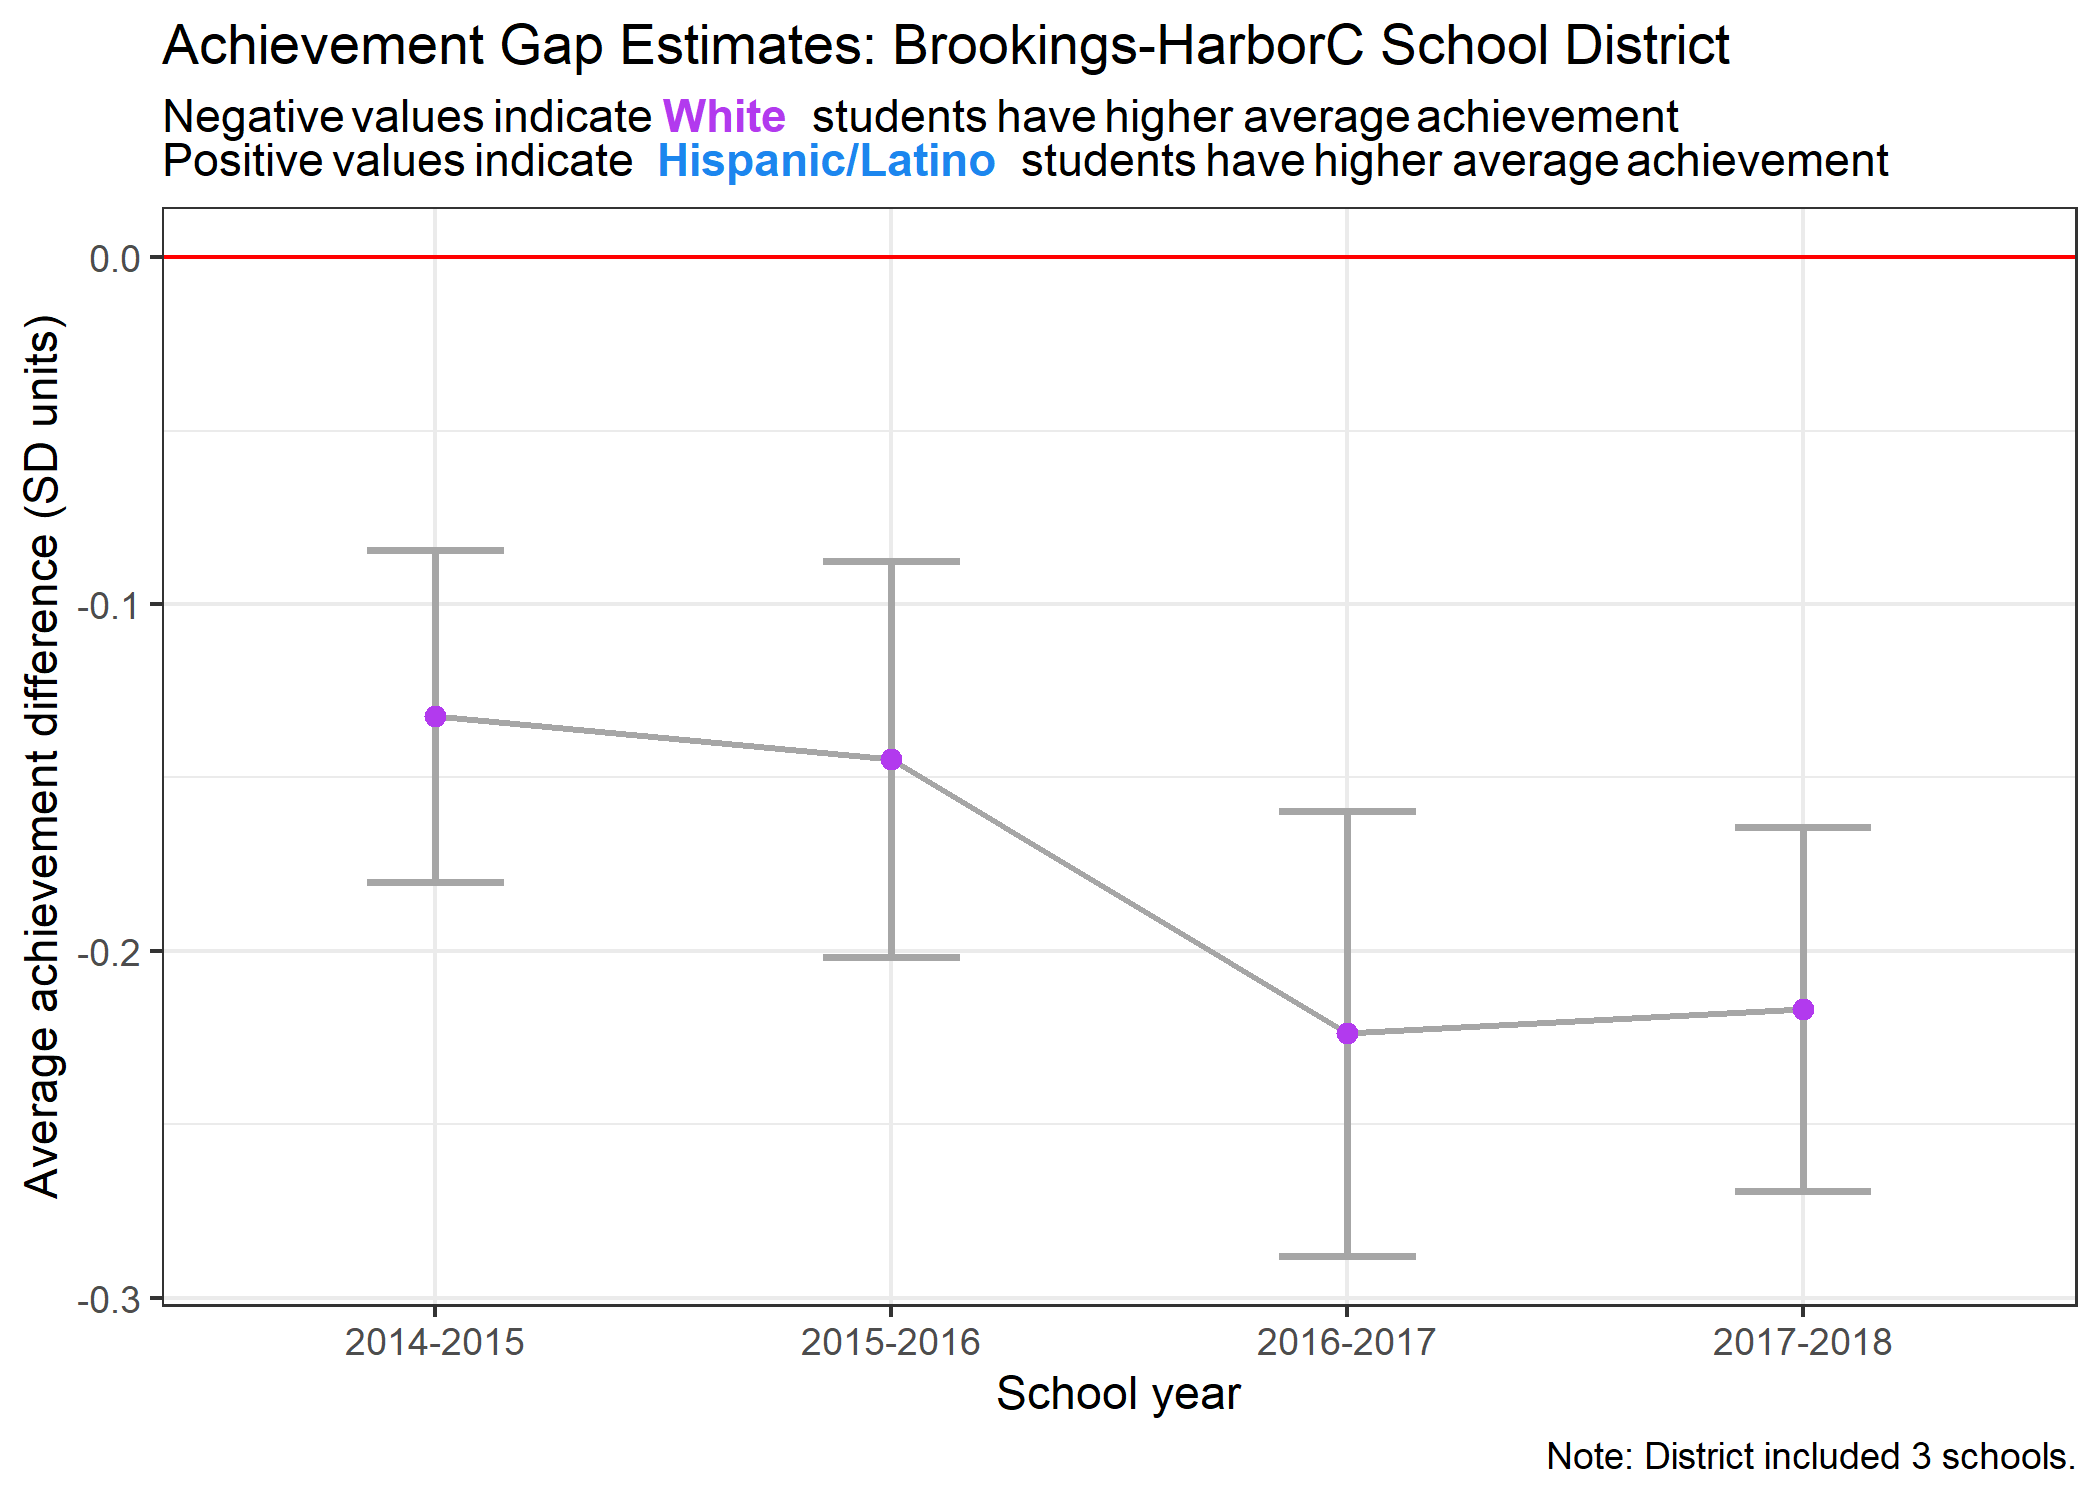 Achievement Gap Estimates: Brookings-HarborC School District
Negative values indicate White students have higher average achievement
Positive values indicate Hispanic/Latino students have higher average achievement
Average achievement difference (SD units)
0.0
-0.1
-0.2
-0.3
2014-2015 2015-2016 2016-2017 2017-2018
School year
Note: District included 3 schools.